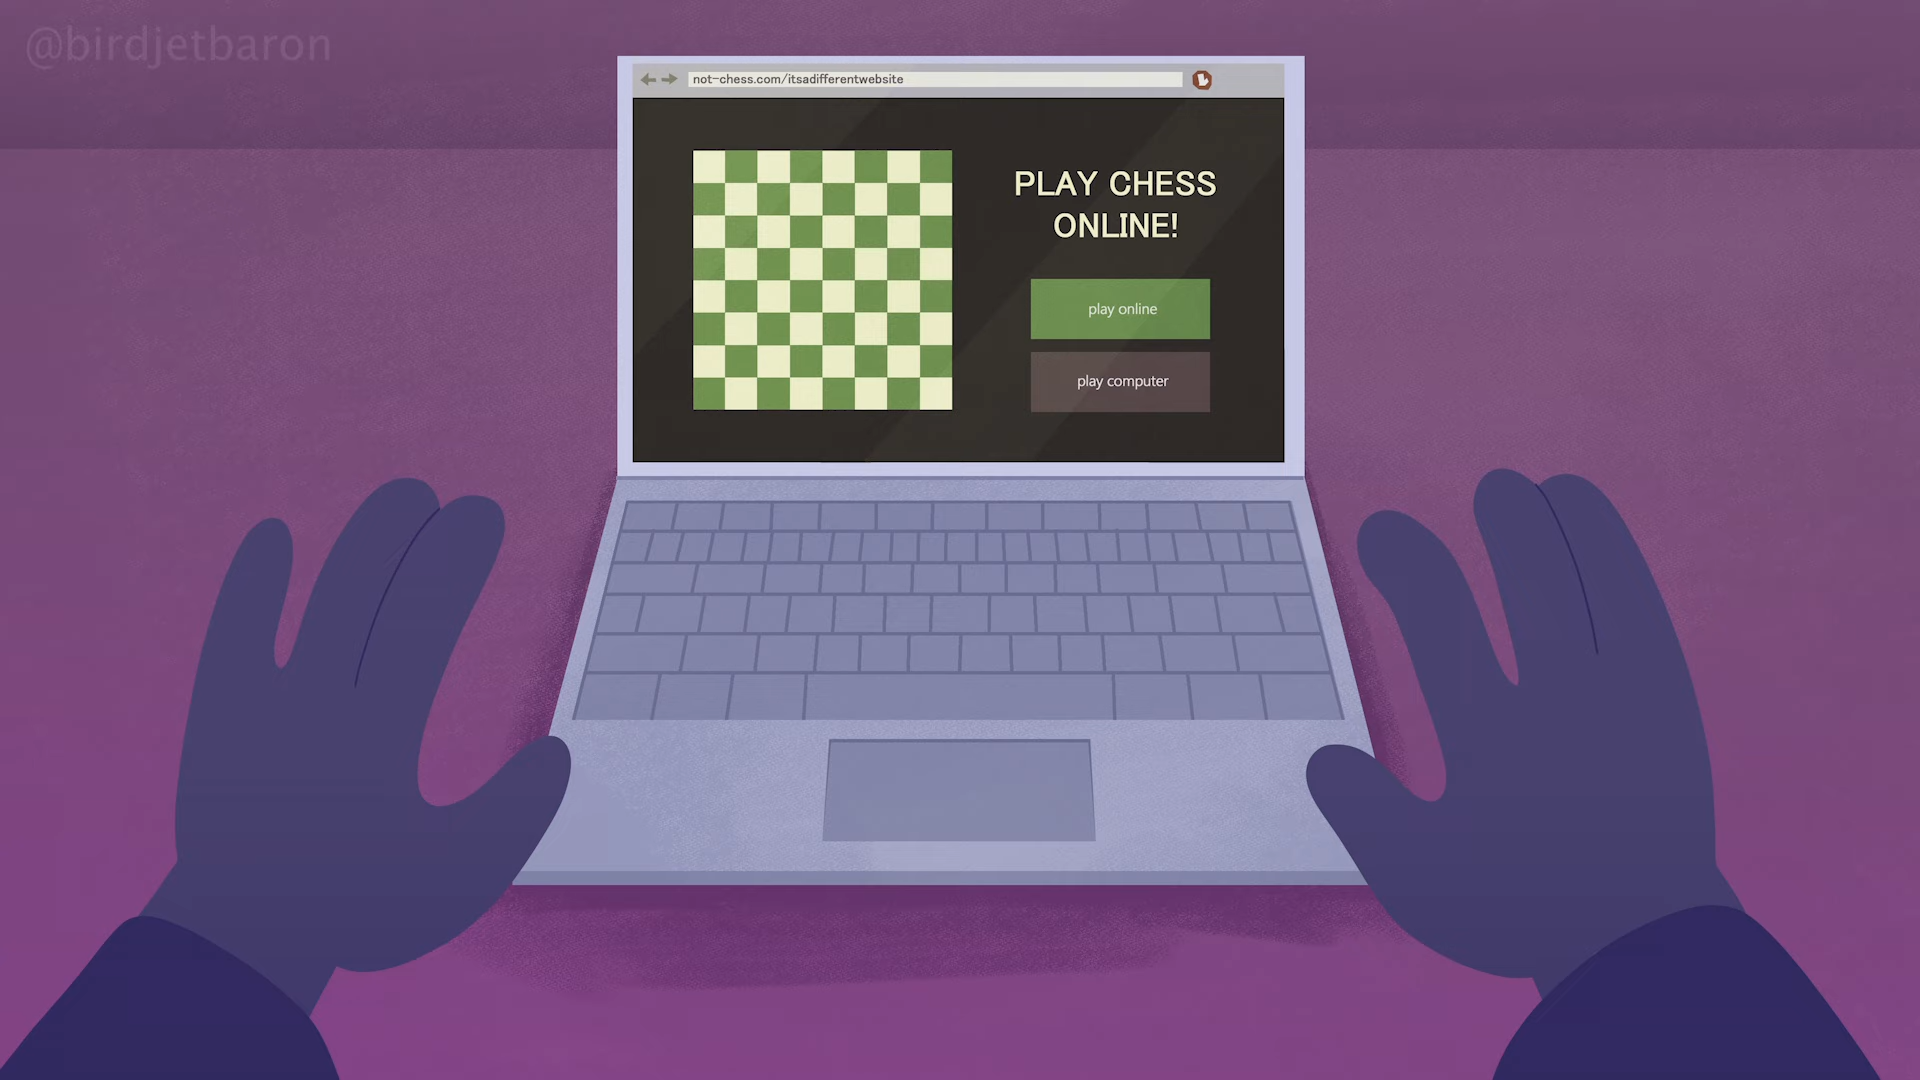 @birdjetbaron
not-chess.com/itsadifferentwebsite
PLAY CHESS
ONLINE!
play online
play computer